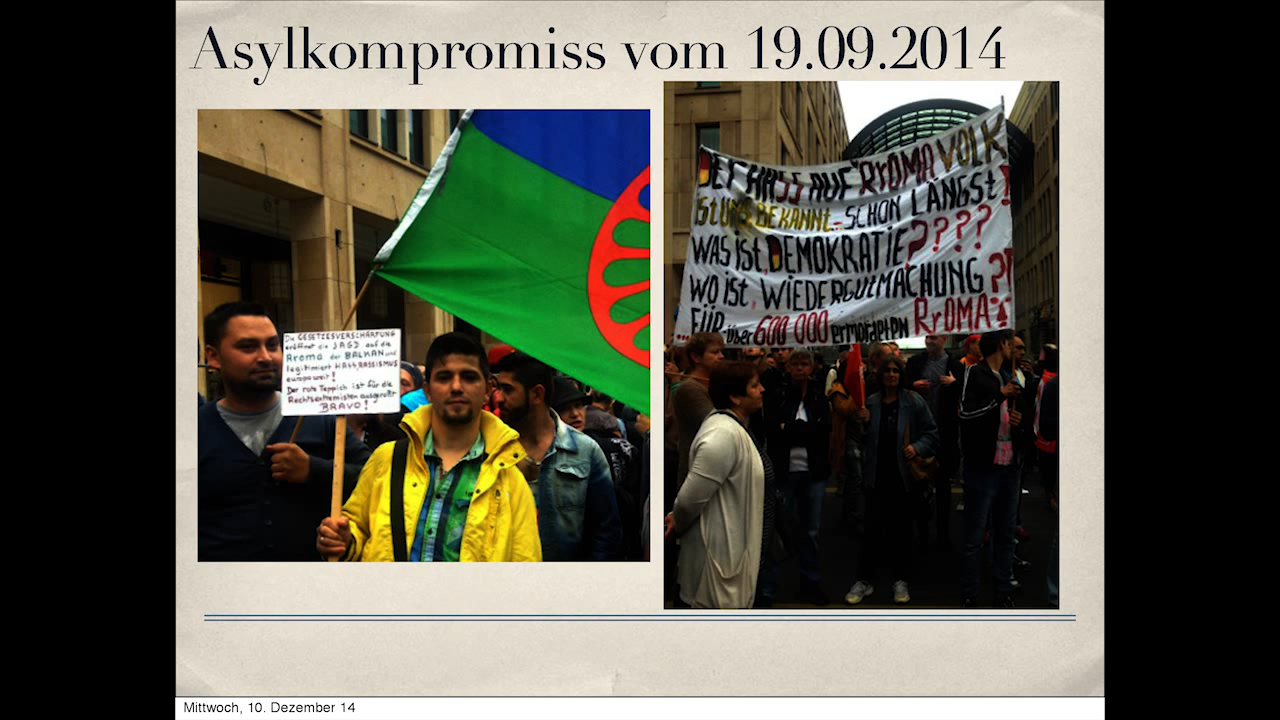 Asylkompromiss vom 19.09.2014
Die GESETZESVERSCHÄRFUNG
eröffnet die JAGD auf die
Rroma der BALKAN und
legitimiert HASS, RASSISMUS
europaweit!
Der rote Teppich ist für die
Rechtsextremisten ausgerollt
BRAVO!
DER HASS AUF RROMA VOLK
ist UNS BEKANNT - SCHON LÄNGST!
WAS ist DEMOKRATIE????
WO ist WIEDERGUTMACHUNG?!
FÜR über 600 000 ermordeten RrOMA
Mittwoch, 10. Dezember 14